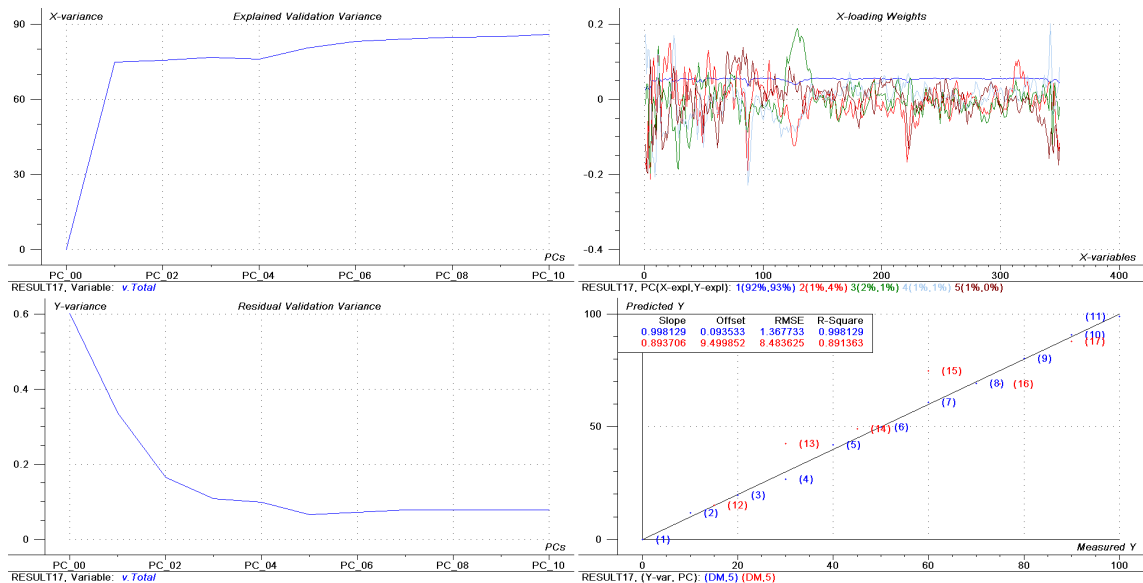 X-variance Explained Validation Variance
90
60
30
0
PCs
PC_00 PC_02 PC_04 PC_06 PC_08 PC_10
RESULT17, Variable: v.Total
X-loading Weights
0.2
0
-0.2
-0.4
X-variables
0 100 200 300 400
RESULT17, PC(X-expl,Y-expl): 1(92%,93%) 2(1%,4%) 3(2%,1%) 4(1%,1%) 5(1%,0%)
Y-variance Residual Validation Variance
0.6
0.4
0.2
0
PCs
PC_00 PC_02 PC_04 PC_06 PC_08 PC_10
RESULT17, Variable: v.Total
Predicted Y
100
50
0
Slope Offset RMSE R-Square
0.998129 0.093533 1.367733 0.998129
0.893706 9.499852 8.483625 0.891363
(11)
(10)
(17)
(9)
(15)
(8) (16)
(7)
(14) (6)
(13)
(5)
(4)
(3)
(12)
(2)
(1)
Measured Y
0 20 40 60 80 100
RESULT17, (Y-var, PC): (DM,5) (DM,5)